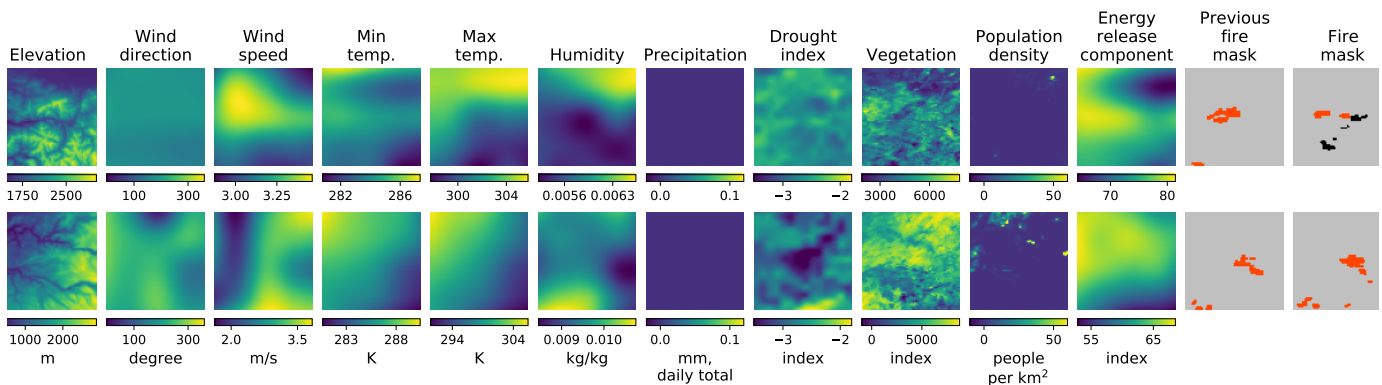 Elevation
Wind
direction
Wind
speed
Min
temp.
Max
temp.
Humidity
Precipitation
Drought
index
Vegetation
Population
density
Energy
release
component
Previous
fire
mask
Fire
mask
1750 2500
100 300
3.00 3.25
282 286
300 304
0.0056 0.0063
0.0 0.1
−3 −2
3000 6000
0 50
70 80
1000 2000
100 300
2.0 3.5
283 288
294 304
0.009 0.010
0.0 0.1
−3 −2
0 5000
0 50
55 65
m
degree
m/s
K
K
kg/kg
mm,
daily total
index
index
people
per km²
index